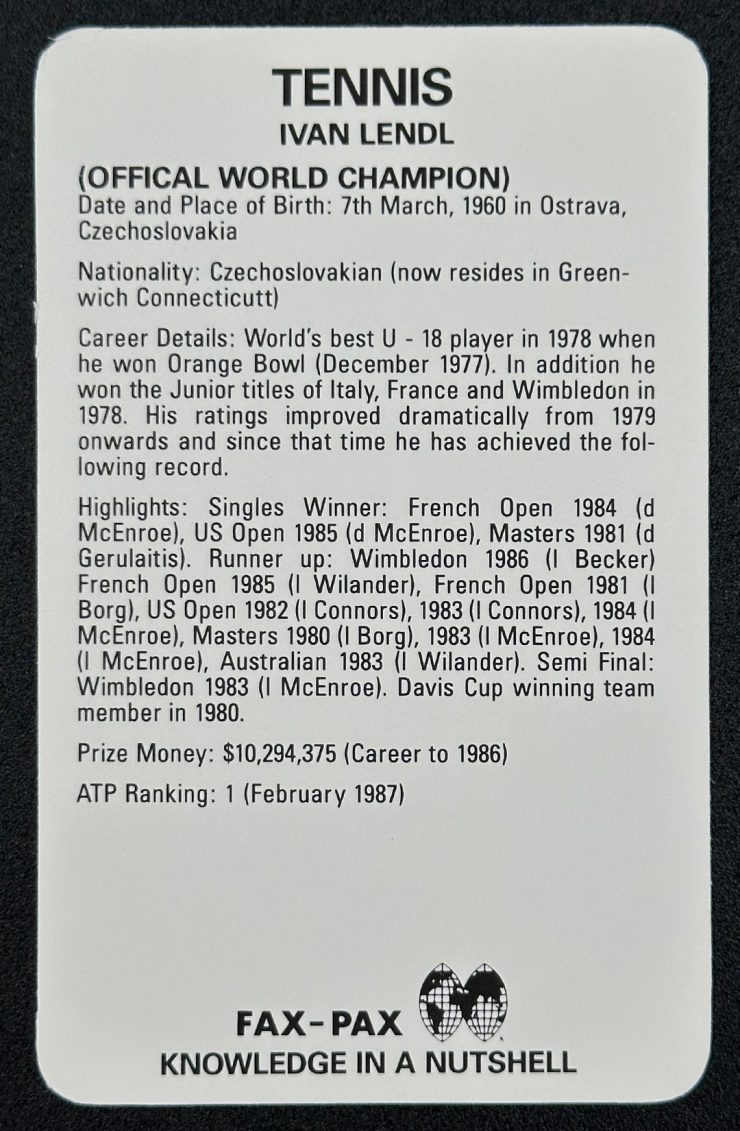 TENNIS
IVAN LENDL
(OFFICAL WORLD CHAMPION)
Date and Place of Birth: 7th March, 1960 in Ostrava,
Czechoslovakia
Nationality: Czechoslovakian (now resides in Green-
wich Connecticutt)
Career Details: World's best U - 18 player in 1978 when
he won Orange Bowl (December 1977). In addition he
won the Junior titles of Italy, France and Wimbledon in
1978. His ratings improved dramatically from 1979
onwards and since that time he has achieved the fol-
lowing record.
Highlights: Singles Winner: French Open 1984 (d
McEnroe), US Open 1985 (d McEnroe), Masters 1981 (d
Gerulaitis). Runner up: Wimbledon 1986 (l Becker)
French Open 1985 (l Wilander), French Open 1981 (l
Borg), US Open 1982 (l Connors), 1983 (l Connors), 1984 (l
McEnroe), Masters 1980 (l Borg), 1983 (l McEnroe), 1984
(l McEnroe), Australian 1983 (l Wilander). Semi Final:
Wimbledon 1983 (l McEnroe). Davis Cup winning team
member in 1980.
Prize Money: $10,294,375 (Career to 1986)
ATP Ranking: 1 (February 1987)
FAX-PAX
KNOWLEDGE IN A NUTSHELL